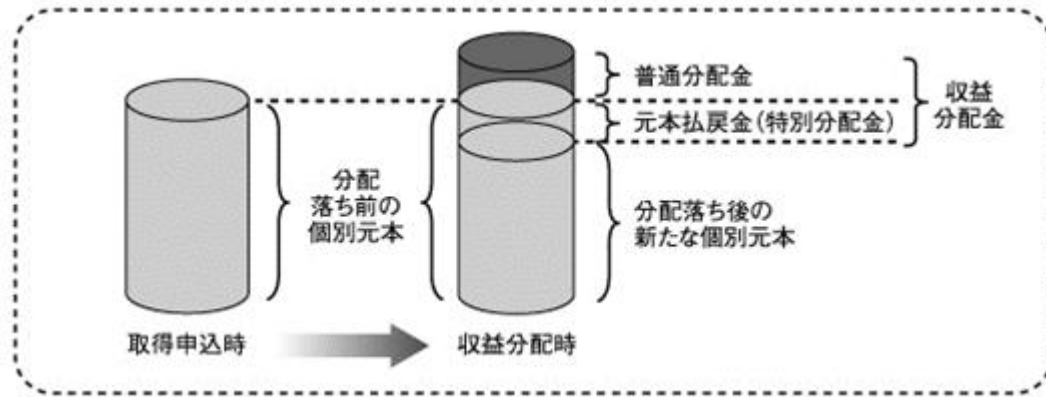 普通分配金
元本払戻金(特別分配金)
収益
分配金
分配
落ち前の
個別元本
分配落ち後の
新たな個別元本
取得申込時
収益分配時